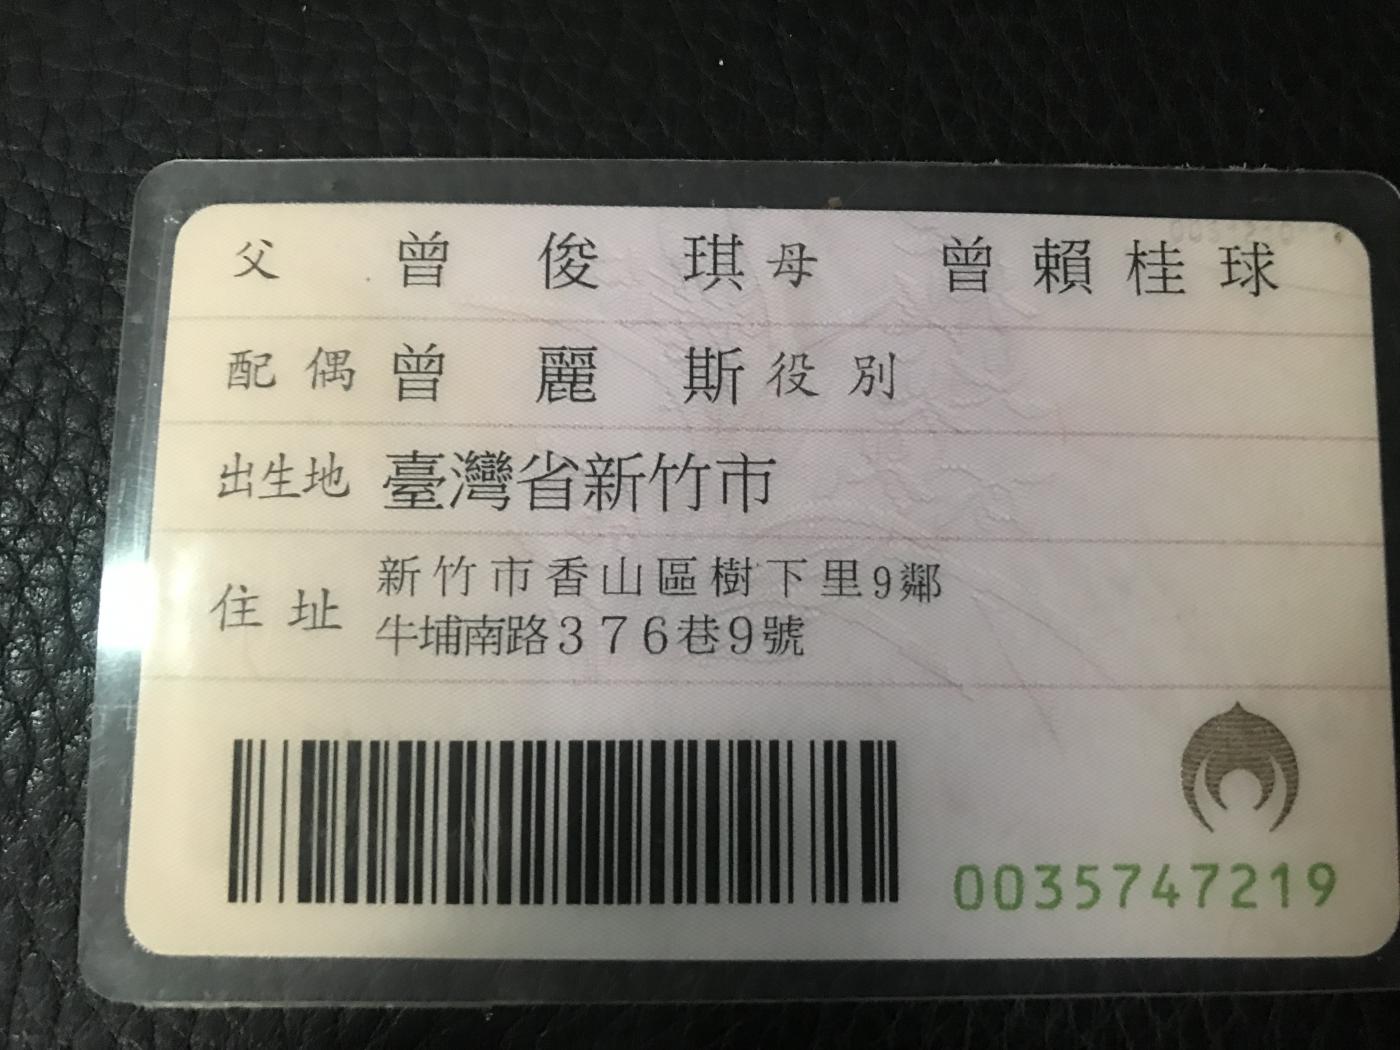 父 曾俊琪 母 曾賴桂球
配偶 曾麗斯 役別
出生地 臺灣省新竹市
住址 新竹市香山區樹下里9鄰
牛埔南路376巷9號
0035747219